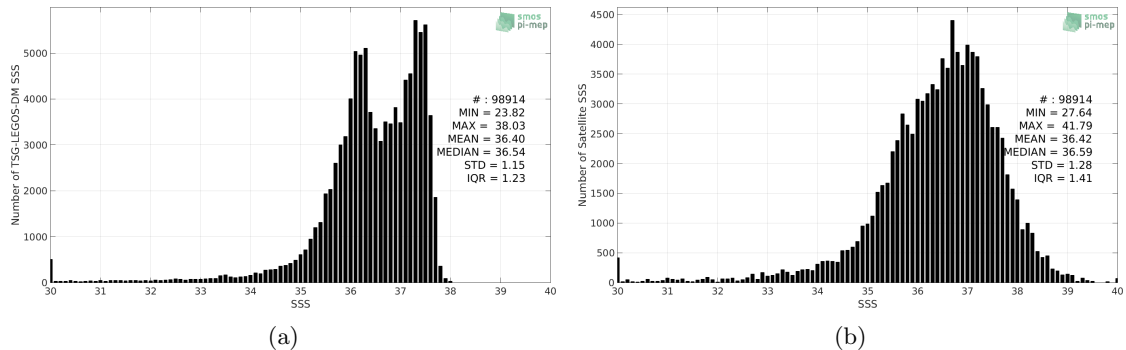 smos
pi-mep
Number of TSG-LEGOS-DM SSS
5000
4000
3000
2000
1000
0
# : 98914
MIN = 23.82
MAX = 38.03
MEAN = 36.40
MEDIAN = 36.54
STD = 1.15
IQR = 1.23
30 31 32 33 34 35 36 37 38 39 40
SSS
(a)
smos
pi-mep
Number of Satellite SSS
4500
4000
3500
3000
2500
2000
1500
1000
500
0
# : 98914
MIN = 27.64
MAX = 41.79
MEAN = 36.42
MEDIAN = 36.59
STD = 1.28
IQR = 1.41
30 31 32 33 34 35 36 37 38 39 40
SSS
(b)